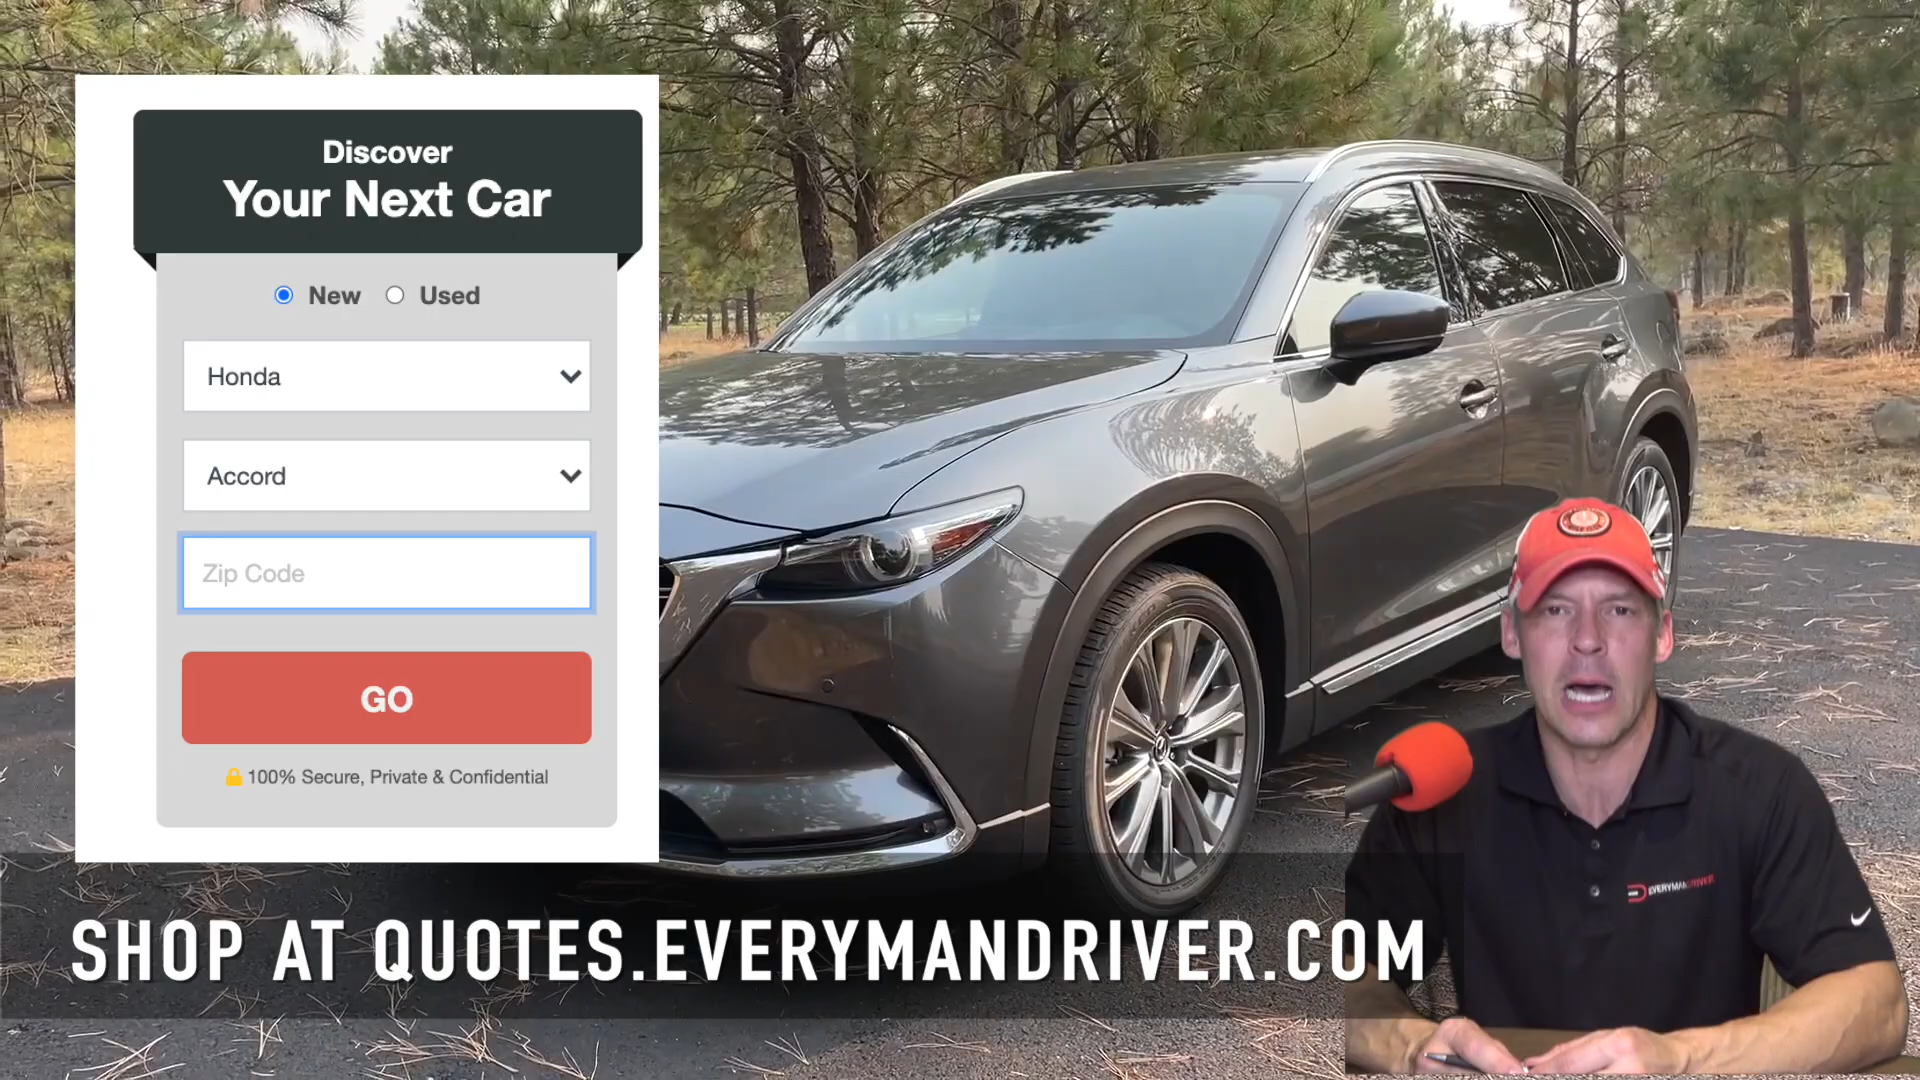 Discover
Your Next Car
New Used
Honda
Accord
Zip Code
GO
100% Secure, Private & Confidential
EVERYMANDRIVER
SHOP AT QUOTES.EVERYMANDRIVER.COM